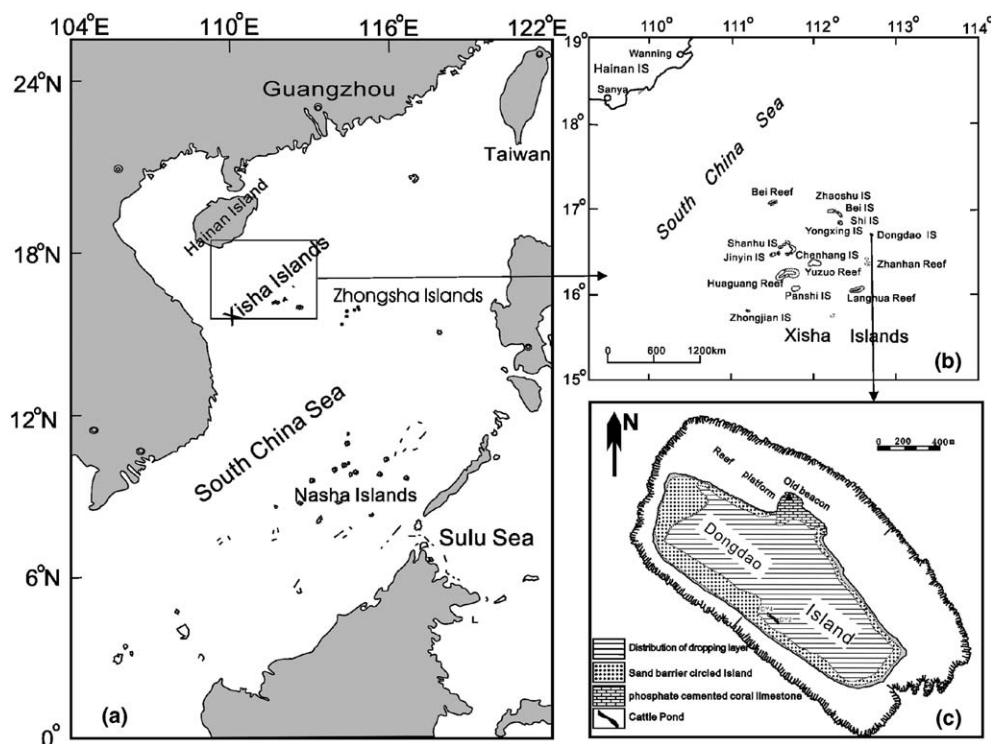 104°E
110°E
116°E
122°E
24°N
18°N
12°N
6°N
0°
Guangzhou
Taiwan
Hainan Island
Xisha Islands
Zhongsha Islands
South China Sea
Nasha Islands
Sulu Sea
(a)
110°
111°
112°
113°
114°
19°
18°
17°
16°
15°
Wanning
Hainan IS
Sanya
South China Sea
Bei Reef
Zhaoshu IS
Bei IS
Shi IS
Yongxing IS
Dongdao IS
Shanhu IS
Jinyin IS
Chenhang IS
Zhanhan Reef
Yuzuo Reef
Huaguang Reef
Panshi IS
Langhua Reef
Zhongjian IS
Xisha Islands
0 600 1200km
(b)
N
0 200 400m
Reef platform
Old beacon
Dongdao Island
Distribution of dropping layer
Sand barrier circled Island
phosphate cemented coral limestone
Cattle Pond
(c)